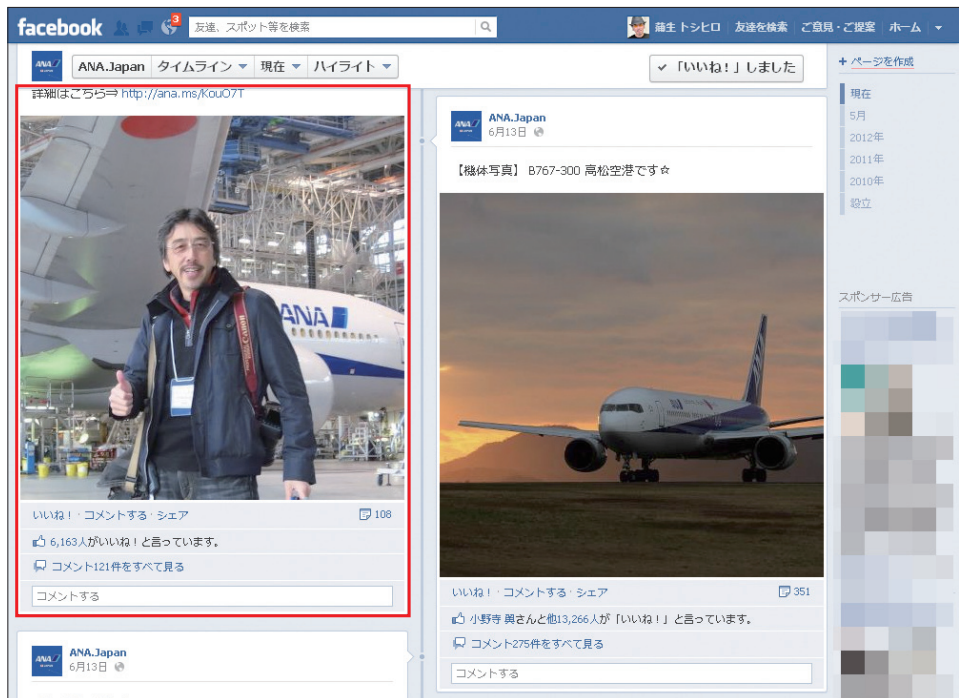 facebook
3
友達、スポット等を検索
藤生 トシヒロ
友達を検索
ご意見・ご提案
ホーム
ANA
ANA.Japan
タイムライン
現在
ハイライト
✓「いいね!」しました
詳細はこちら⇒ http://ana.ms/KouO7T
ANA
CANON
いいね!・コメントする・シェア
108
6,163人がいいね!と言っています。
コメント121件をすべて見る
コメントする
ANA
ANA.Japan
6月13日
ANA
ANA.Japan
6月13日
【機体写真】 B767-300 高松空港です☆
いいね!・コメントする・シェア
351
小野寺 興さんと他13,266人が「いいね!」と言っています。
コメント275件をすべて見る
コメントする
+ ページを作成
現在
5月
2012年
2011年
2010年
設立
スポンサー広告